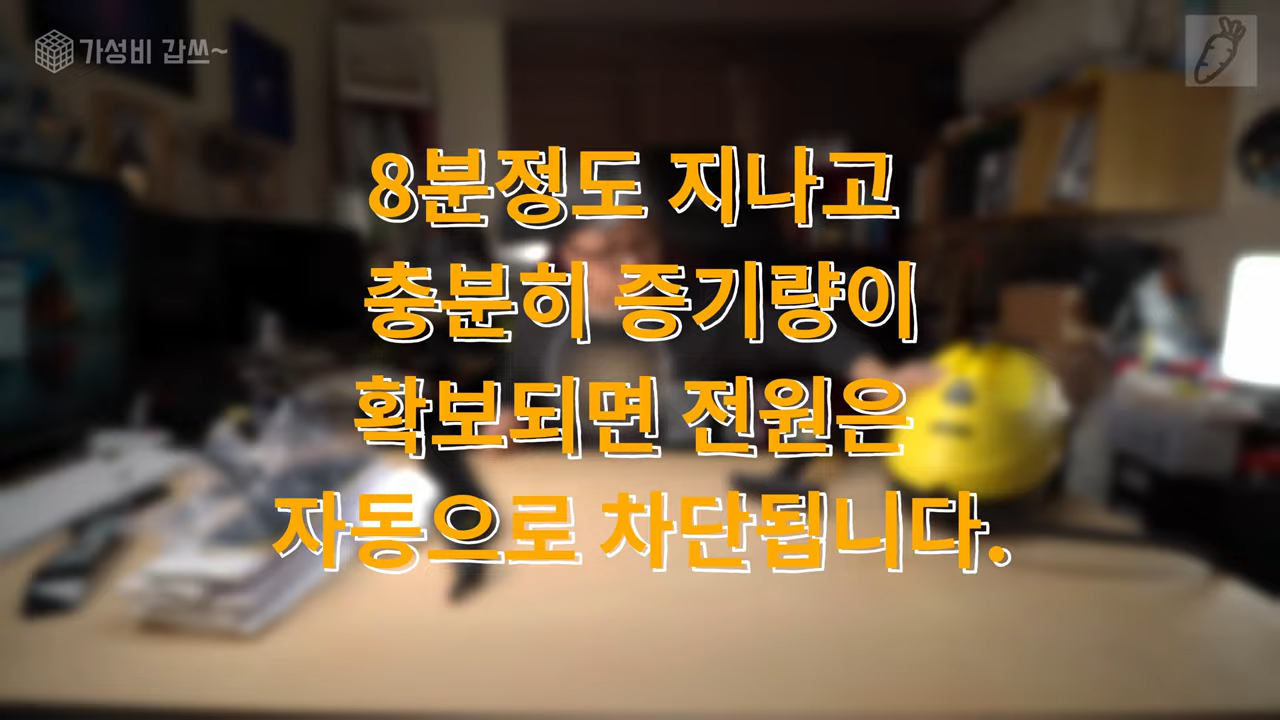 가성비 갑쓰~
8분정도 지나고
충분히 증기량이
확보되면 전원은
자동으로 차단됩니다.